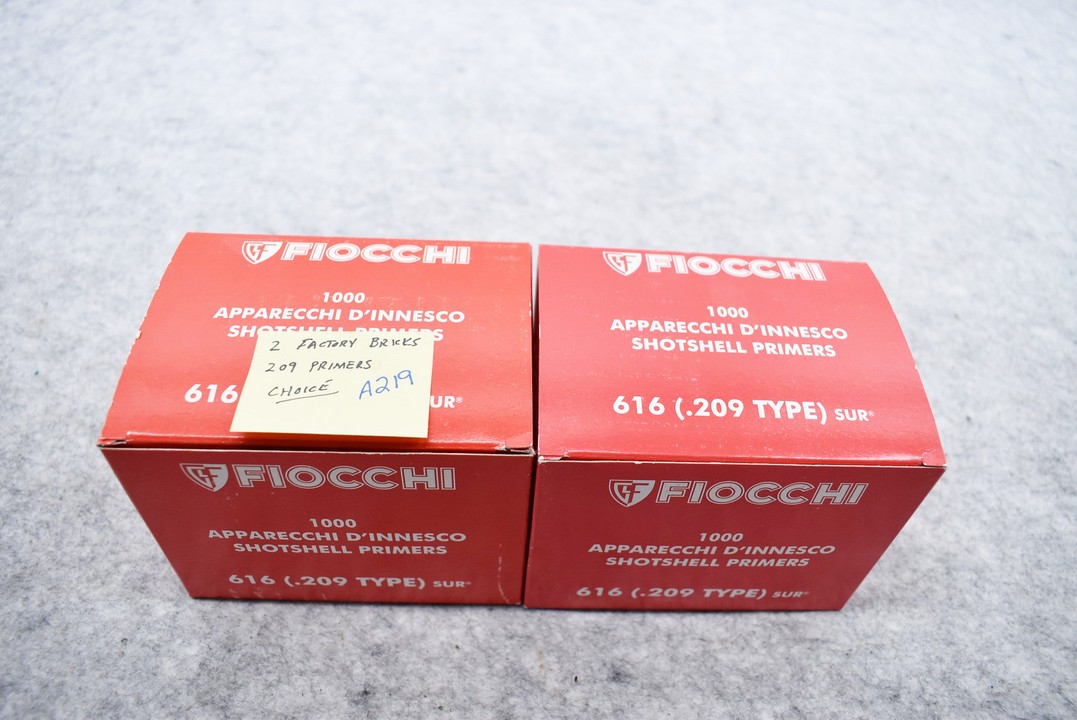 FIOCCHI
1000
APPARECCHI D'INNESCO
SHOTSHELL PRIMERS
616 UR®
2 FACTORY BRICKS
209 PRIMERS
CHOICE A219
FIOCCHI
1000
APPARECCHI D'INNESCO
SHOTSHELL PRIMERS
616 (.209 TYPE) SUR®
FIOCCHI
1000
APPARECCHI D'INNESCO
SHOTSHELL PRIMERS
616 (.209 TYPE) SUR®
FIOCCHI
1000
APPARECCHI D'INNESCO
SHOTSHELL PRIMERS
616 (.209 TYPE) SUR®